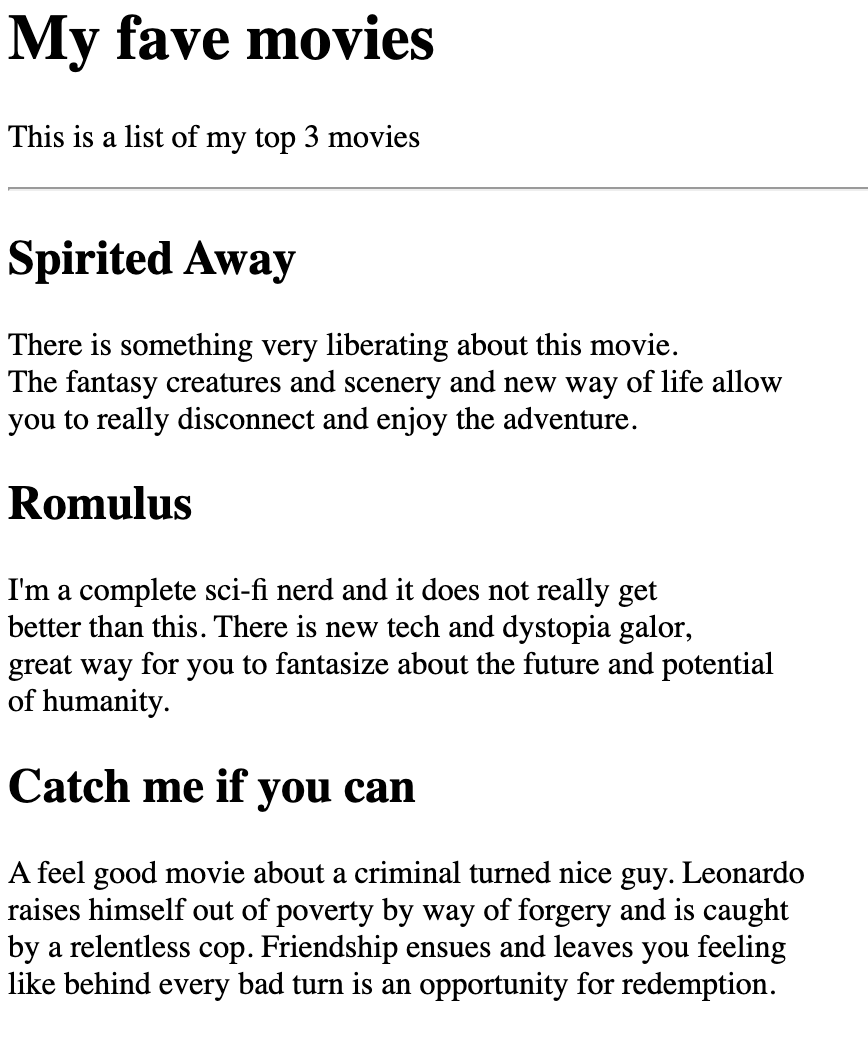 My fave movies
This is a list of my top 3 movies
Spirited Away
There is something very liberating about this movie.
The fantasy creatures and scenery and new way of life allow
you to really disconnect and enjoy the adventure.
Romulus
I'm a complete sci-fi nerd and it does not really get
better than this. There is new tech and dystopia galor,
great way for you to fantasize about the future and potential
of humanity.
Catch me if you can
A feel good movie about a criminal turned nice guy. Leonardo
raises himself out of poverty by way of forgery and is caught
by a relentless cop. Friendship ensues and leaves you feeling
like behind every bad turn is an opportunity for redemption.